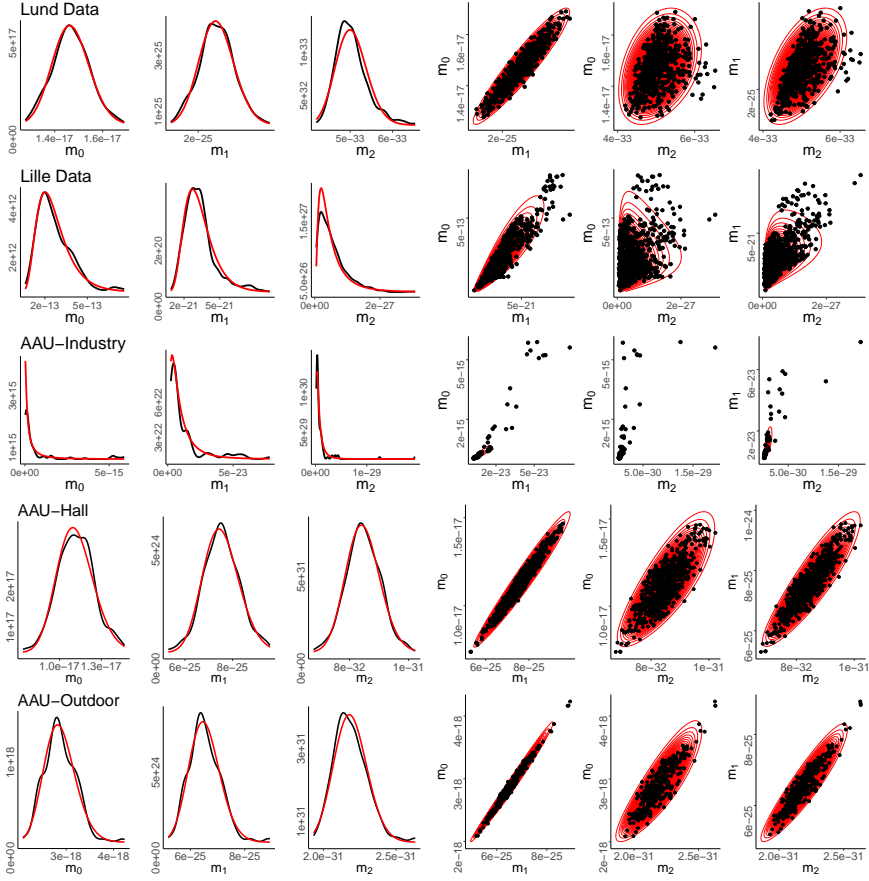 Lund Data
0e+00 5e+17
1.4e−17 1.6e−17
m0
1e+25 3e+25
2e−25
m1
5e+32 1e+33
5e−33 6e−33
m2
m0
1.4e−17 1.6e−17
2e−25
m1
m0
1.4e−17 1.6e−17
4e−33 6e−33
m2
m1
2e−25
4e−33 6e−33
m2
Lille Data
2e+12 4e+12
2e−13 5e−13
m0
0e+00 2e+20
2e−21 5e−21
m1
5.0e+26 1.5e+27
0e+00 2e−27
m2
m0
5e−13
5e−21
m1
m0
5e−13
0e+00 2e−27
m2
m1
5e−21
0e+00 2e−27
m2
AAU−Industry
1e+15 3e+15
0e+00 5e−15
m0
3e+22 6e+22
0e+00 5e−23
m1
5e+29 1e+30
0e+00 1e−29
m2
m0
2e−15 5e−15
2e−23 5e−23
m1
m0
2e−15 5e−15
5.0e−30 1.5e−29
m2
m1
2e−23 6e−23
5.0e−30 1.5e−29
m2
AAU−Hall
1e+17 2e+17
1.0e−17 1.3e−17
m0
0e+00 5e+24
6e−25 8e−25
m1
0e+00 5e+31
8e−32 1e−31
m2
m0
1.0e−17 1.5e−17
6e−25 8e−25
m1
m0
1.0e−17 1.5e−17
8e−32 1e−31
m2
m1
6e−25 8e−25 1e−24
8e−32 1e−31
m2
AAU−Outdoor
0e+00 1e+18
3e−18 4e−18
m0
0e+00 5e+24
6e−25 8e−25
m1
1e+31 3e+31
2.0e−31 2.5e−31
m2
m0
2e−18 3e−18 4e−18
6e−25 8e−25
m1
m0
2e−18 3e−18 4e−18
2.0e−31 2.5e−31
m2
m1
6e−25 8e−25
2.0e−31 2.5e−31
m2